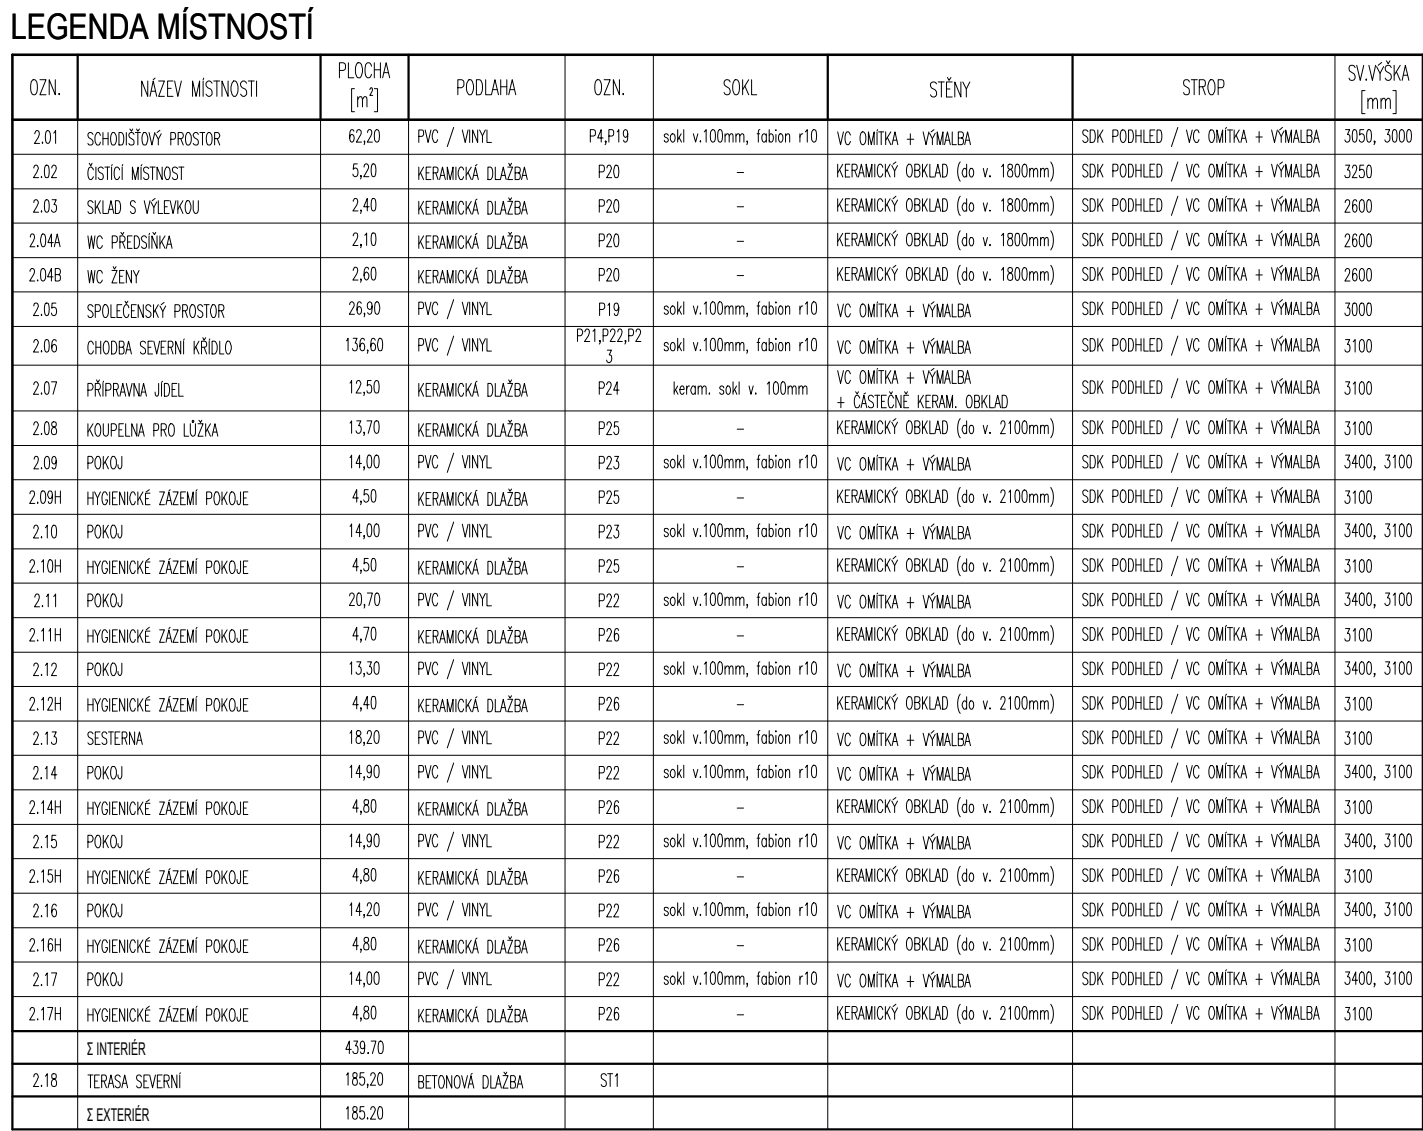 LEGENDA MÍSTNOSTÍ
OZN. NÁZEV MÍSTNOSTI PLOCHA [m²] PODLAHA OZN. SOKL STĚNY STROP SV.VÝŠKA [mm]
2.01 SCHODIŠŤOVÝ PROSTOR 62,20 PVC / VINYL P4,P19 sokl v.100mm, fabion r10 VC OMÍTKA + VÝMALBA SDK PODHLED / VC OMÍTKA + VÝMALBA 3050, 3000
2.02 ČISTÍCÍ MÍSTNOST 5,20 KERAMICKÁ DLAŽBA P20 – KERAMICKÝ OBKLAD (do v. 1800mm) SDK PODHLED / VC OMÍTKA + VÝMALBA 3250
2.03 SKLAD S VÝLEVKOU 2,40 KERAMICKÁ DLAŽBA P20 – KERAMICKÝ OBKLAD (do v. 1800mm) SDK PODHLED / VC OMÍTKA + VÝMALBA 2600
2.04A WC PŘEDSÍŇKA 2,10 KERAMICKÁ DLAŽBA P20 – KERAMICKÝ OBKLAD (do v. 1800mm) SDK PODHLED / VC OMÍTKA + VÝMALBA 2600
2.04B WC ŽENY 2,60 KERAMICKÁ DLAŽBA P20 – KERAMICKÝ OBKLAD (do v. 1800mm) SDK PODHLED / VC OMÍTKA + VÝMALBA 2600
2.05 SPOLEČENSKÝ PROSTOR 26,90 PVC / VINYL P19 sokl v.100mm, fabion r10 VC OMÍTKA + VÝMALBA SDK PODHLED / VC OMÍTKA + VÝMALBA 3000
2.06 CHODBA SEVERNÍ KŘÍDLO 136,60 PVC / VINYL P21,P22,P2 3 sokl v.100mm, fabion r10 VC OMÍTKA + VÝMALBA SDK PODHLED / VC OMÍTKA + VÝMALBA 3100
2.07 PŘÍPRAVNA JÍDEL 12,50 KERAMICKÁ DLAŽBA P24 keram. sokl v. 100mm VC OMÍTKA + VÝMALBA + ČÁSTEČNĚ KERAM. OBKLAD SDK PODHLED / VC OMÍTKA + VÝMALBA 3100
2.08 KOUPELNA PRO LŮŽKA 13,70 KERAMICKÁ DLAŽBA P25 – KERAMICKÝ OBKLAD (do v. 2100mm) SDK PODHLED / VC OMÍTKA + VÝMALBA 3100
2.09 POKOJ 14,00 PVC / VINYL P23 sokl v.100mm, fabion r10 VC OMÍTKA + VÝMALBA SDK PODHLED / VC OMÍTKA + VÝMALBA 3400, 3100
2.09H HYGIENICKÉ ZÁZEMÍ POKOJE 4,50 KERAMICKÁ DLAŽBA P25 – KERAMICKÝ OBKLAD (do v. 2100mm) SDK PODHLED / VC OMÍTKA + VÝMALBA 3100
2.10 POKOJ 14,00 PVC / VINYL P23 sokl v.100mm, fabion r10 VC OMÍTKA + VÝMALBA SDK PODHLED / VC OMÍTKA + VÝMALBA 3400, 3100
2.10H HYGIENICKÉ ZÁZEMÍ POKOJE 4,50 KERAMICKÁ DLAŽBA P25 – KERAMICKÝ OBKLAD (do v. 2100mm) SDK PODHLED / VC OMÍTKA + VÝMALBA 3100
2.11 POKOJ 20,70 PVC / VINYL P22 sokl v.100mm, fabion r10 VC OMÍTKA + VÝMALBA SDK PODHLED / VC OMÍTKA + VÝMALBA 3400, 3100
2.11H HYGIENICKÉ ZÁZEMÍ POKOJE 4,70 KERAMICKÁ DLAŽBA P26 – KERAMICKÝ OBKLAD (do v. 2100mm) SDK PODHLED / VC OMÍTKA + VÝMALBA 3100
2.12 POKOJ 13,30 PVC / VINYL P22 sokl v.100mm, fabion r10 VC OMÍTKA + VÝMALBA SDK PODHLED / VC OMÍTKA + VÝMALBA 3400, 3100
2.12H HYGIENICKÉ ZÁZEMÍ POKOJE 4,40 KERAMICKÁ DLAŽBA P26 – KERAMICKÝ OBKLAD (do v. 2100mm) SDK PODHLED / VC OMÍTKA + VÝMALBA 3100
2.13 SESTERNA 18,20 PVC / VINYL P22 sokl v.100mm, fabion r10 VC OMÍTKA + VÝMALBA SDK PODHLED / VC OMÍTKA + VÝMALBA 3100
2.14 POKOJ 14,90 PVC / VINYL P22 sokl v.100mm, fabion r10 VC OMÍTKA + VÝMALBA SDK PODHLED / VC OMÍTKA + VÝMALBA 3400, 3100
2.14H HYGIENICKÉ ZÁZEMÍ POKOJE 4,80 KERAMICKÁ DLAŽBA P26 – KERAMICKÝ OBKLAD (do v. 2100mm) SDK PODHLED / VC OMÍTKA + VÝMALBA 3100
2.15 POKOJ 14,90 PVC / VINYL P22 sokl v.100mm, fabion r10 VC OMÍTKA + VÝMALBA SDK PODHLED / VC OMÍTKA + VÝMALBA 3400, 3100
2.15H HYGIENICKÉ ZÁZEMÍ POKOJE 4,80 KERAMICKÁ DLAŽBA P26 – KERAMICKÝ OBKLAD (do v. 2100mm) SDK PODHLED / VC OMÍTKA + VÝMALBA 3100
2.16 POKOJ 14,20 PVC / VINYL P22 sokl v.100mm, fabion r10 VC OMÍTKA + VÝMALBA SDK PODHLED / VC OMÍTKA + VÝMALBA 3400, 3100
2.16H HYGIENICKÉ ZÁZEMÍ POKOJE 4,80 KERAMICKÁ DLAŽBA P26 – KERAMICKÝ OBKLAD (do v. 2100mm) SDK PODHLED / VC OMÍTKA + VÝMALBA 3100
2.17 POKOJ 14,00 PVC / VINYL P22 sokl v.100mm, fabion r10 VC OMÍTKA + VÝMALBA SDK PODHLED / VC OMÍTKA + VÝMALBA 3400, 3100
2.17H HYGIENICKÉ ZÁZEMÍ POKOJE 4,80 KERAMICKÁ DLAŽBA P26 – KERAMICKÝ OBKLAD (do v. 2100mm) SDK PODHLED / VC OMÍTKA + VÝMALBA 3100
Σ INTERIÉR 439.70
2.18 TERASA SEVERNÍ 185,20 BETONOVÁ DLAŽBA ST1
Σ EXTERIÉR 185.20